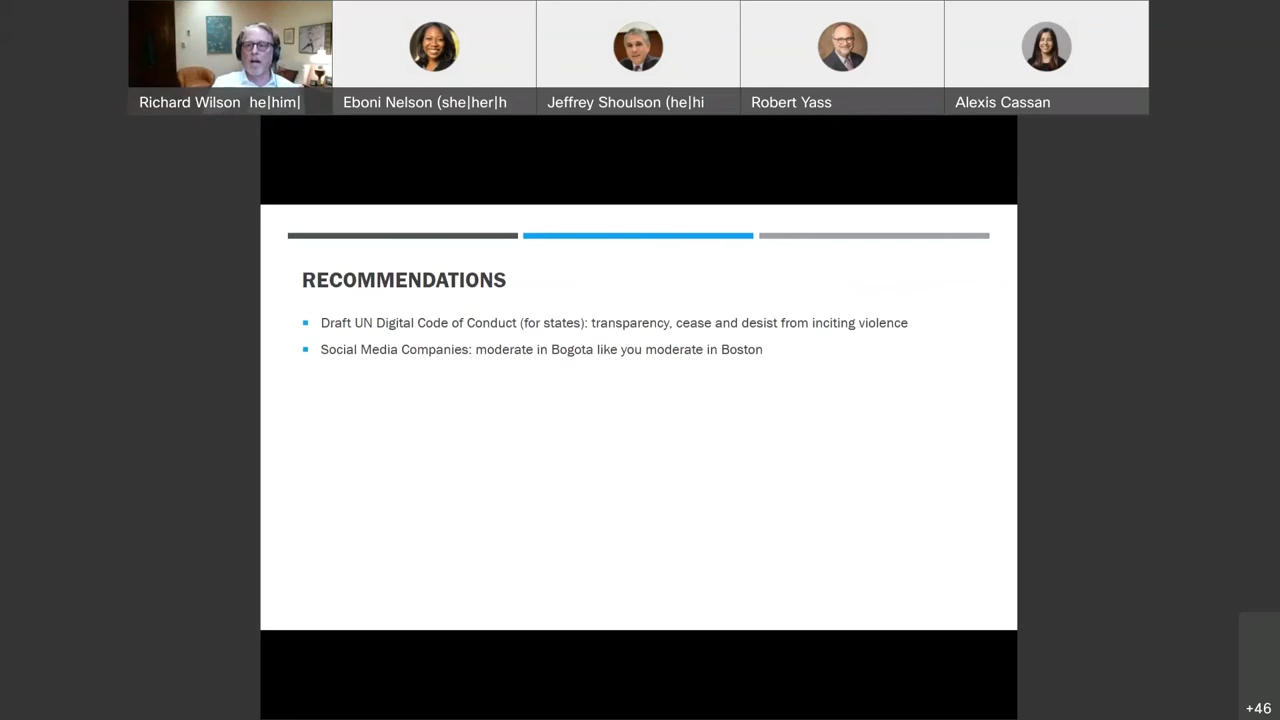 Richard Wilson he|him|
Eboni Nelson (she|her|h
Jeffrey Shoulson (he|hi
Robert Yass
Alexis Cassan
RECOMMENDATIONS
Draft UN Digital Code of Conduct (for states): transparency, cease and desist from inciting violence
Social Media Companies: moderate in Bogota like you moderate in Boston
+46